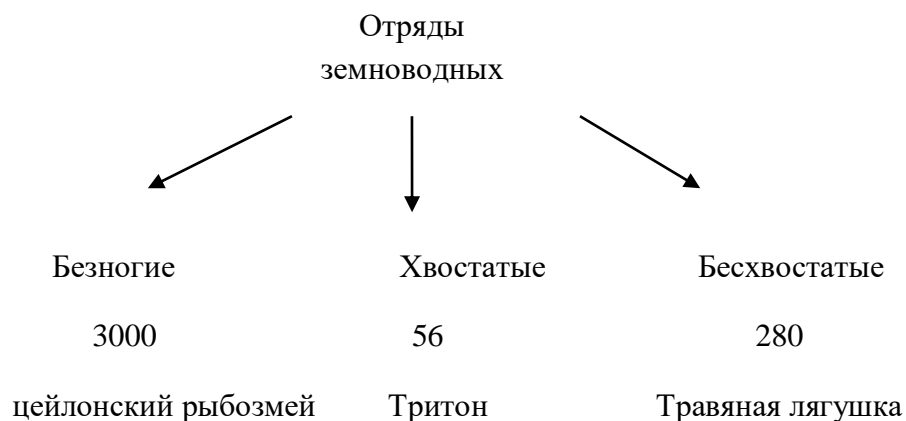 Отряды
земноводных
Безногие Хвостатые Бесхвостатые
3000 56 280
цейлонский рыбозмей Тритон Травяная лягушка